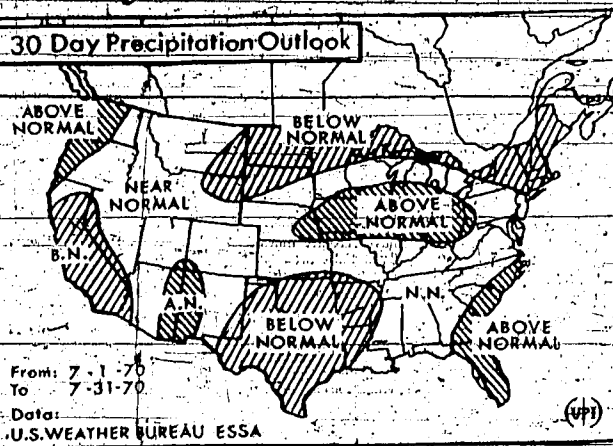 30 Day Precipitation Outlook
ABOVE
NORMAL
BELOW
NORMAL
NEAR
NORMAL
ABOVE
NORMAL
B.N.
A.N.
BELOW
NORMAL
N.N.
ABOVE
NORMAL
From: 7-1-70
To 7-31-70
Data:
U.S. WEATHER BUREAU ESSA
UPI